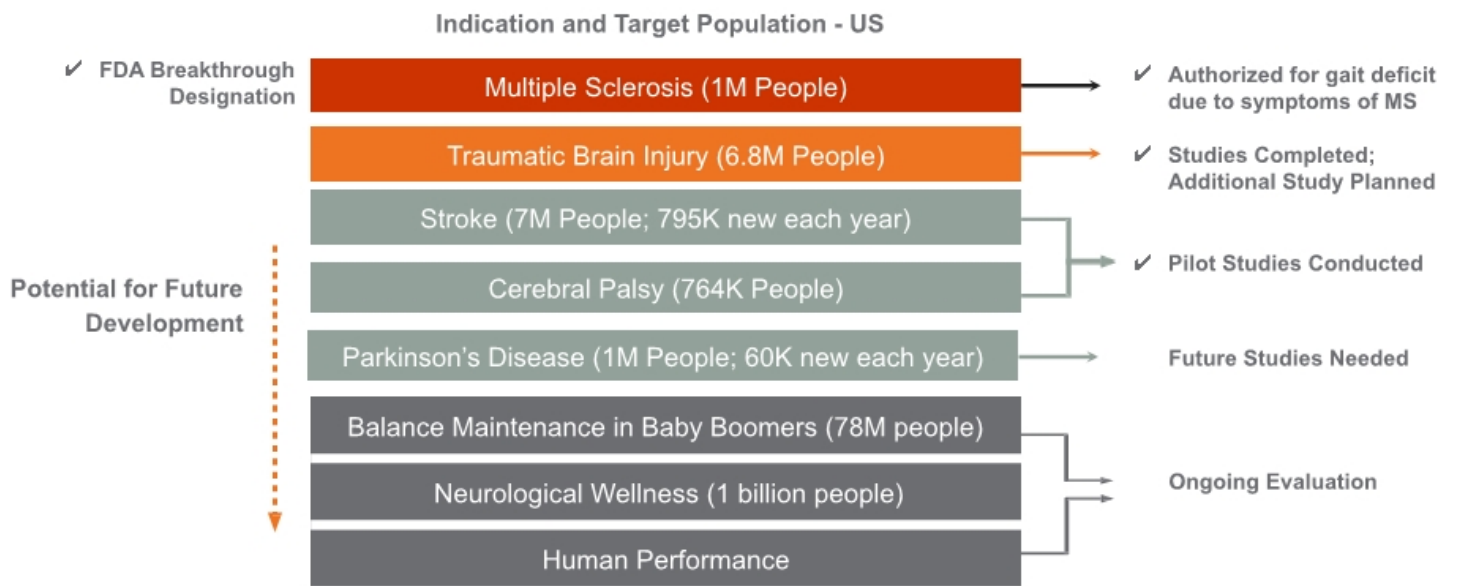 Indication and Target Population - US
✓ FDA Breakthrough
Designation
Multiple Sclerosis (1M People)
✓ Authorized for gait deficit
due to symptoms of MS
Traumatic Brain Injury (6.8M People)
✓ Studies Completed;
Additional Study Planned
Stroke (7M People; 795K new each year)
Potential for Future
Development
Cerebral Palsy (764K People)
✓ Pilot Studies Conducted
Parkinson's Disease (1M People; 60K new each year)
Future Studies Needed
Balance Maintenance in Baby Boomers (78M people)
Neurological Wellness (1 billion people)
Human Performance
Ongoing Evaluation